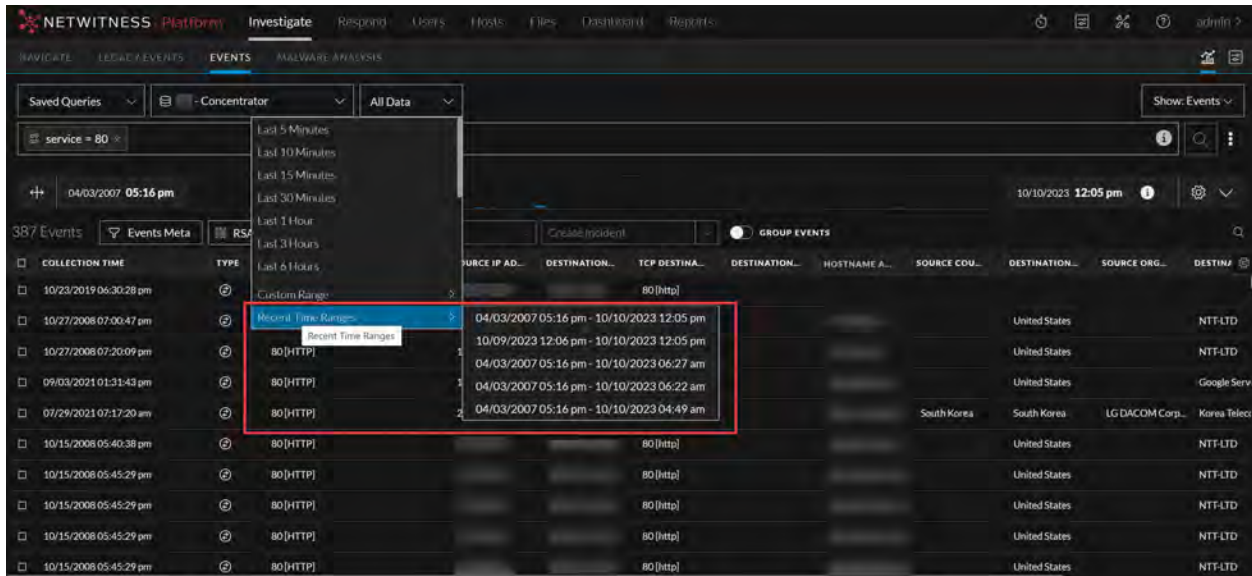 NETWITNESS Platform Investigate Respond Users Hosts Files Dashboard Reports admin >
NAVIGATE LEGACY EVENTS EVENTS MALWARE ANALYSIS
Saved Queries - Concentrator All Data Show: Events
service = 80 ×
Last 5 Minutes
Last 10 Minutes
Last 15 Minutes
Last 30 Minutes
Last 1 Hour
Last 3 Hours
Last 6 Hours
Custom Range >
Recent Time Ranges >
Recent Time Ranges
04/03/2007 05:16 pm - 10/10/2023 12:05 pm
10/09/2023 12:06 pm - 10/10/2023 12:05 pm
04/03/2007 05:16 pm - 10/10/2023 06:27 am
04/03/2007 05:16 pm - 10/10/2023 06:22 am
04/03/2007 05:16 pm - 10/10/2023 04:49 am
04/03/2007 05:16 pm 10/10/2023 12:05 pm
387 Events Events Meta RSA Create Incident GROUP EVENTS
COLLECTION TIME TYPE OURCE IP AD... DESTINATION... TCP DESTINA... DESTINATION... HOSTNAME A... SOURCE COU... DESTINATION... SOURCE ORG... DESTINA
10/23/2019 06:30:28 pm 80 [http]
10/27/2008 07:00:47 pm United States NTT-LTD
10/27/2008 07:20:09 pm 80 [HTTP] 1 United States NTT-LTD
09/03/2021 01:31:43 pm 80 [HTTP] 1 United States Google Serv
07/29/2021 07:17:20 am 80 [HTTP] 2 South Korea South Korea LG DACOM Corp... Korea Telec
10/15/2008 05:40:38 pm 80 [HTTP] 80 [http] United States NTT-LTD
10/15/2008 05:45:29 pm 80 [HTTP] 80 [http] United States NTT-LTD
10/15/2008 05:45:29 pm 80 [HTTP] 80 [http] United States NTT-LTD
10/15/2008 05:45:29 pm 80 [HTTP] 80 [http] United States NTT-LTD
10/15/2008 05:45:29 pm 80 [HTTP] 80 [http] United States NTT-LTD